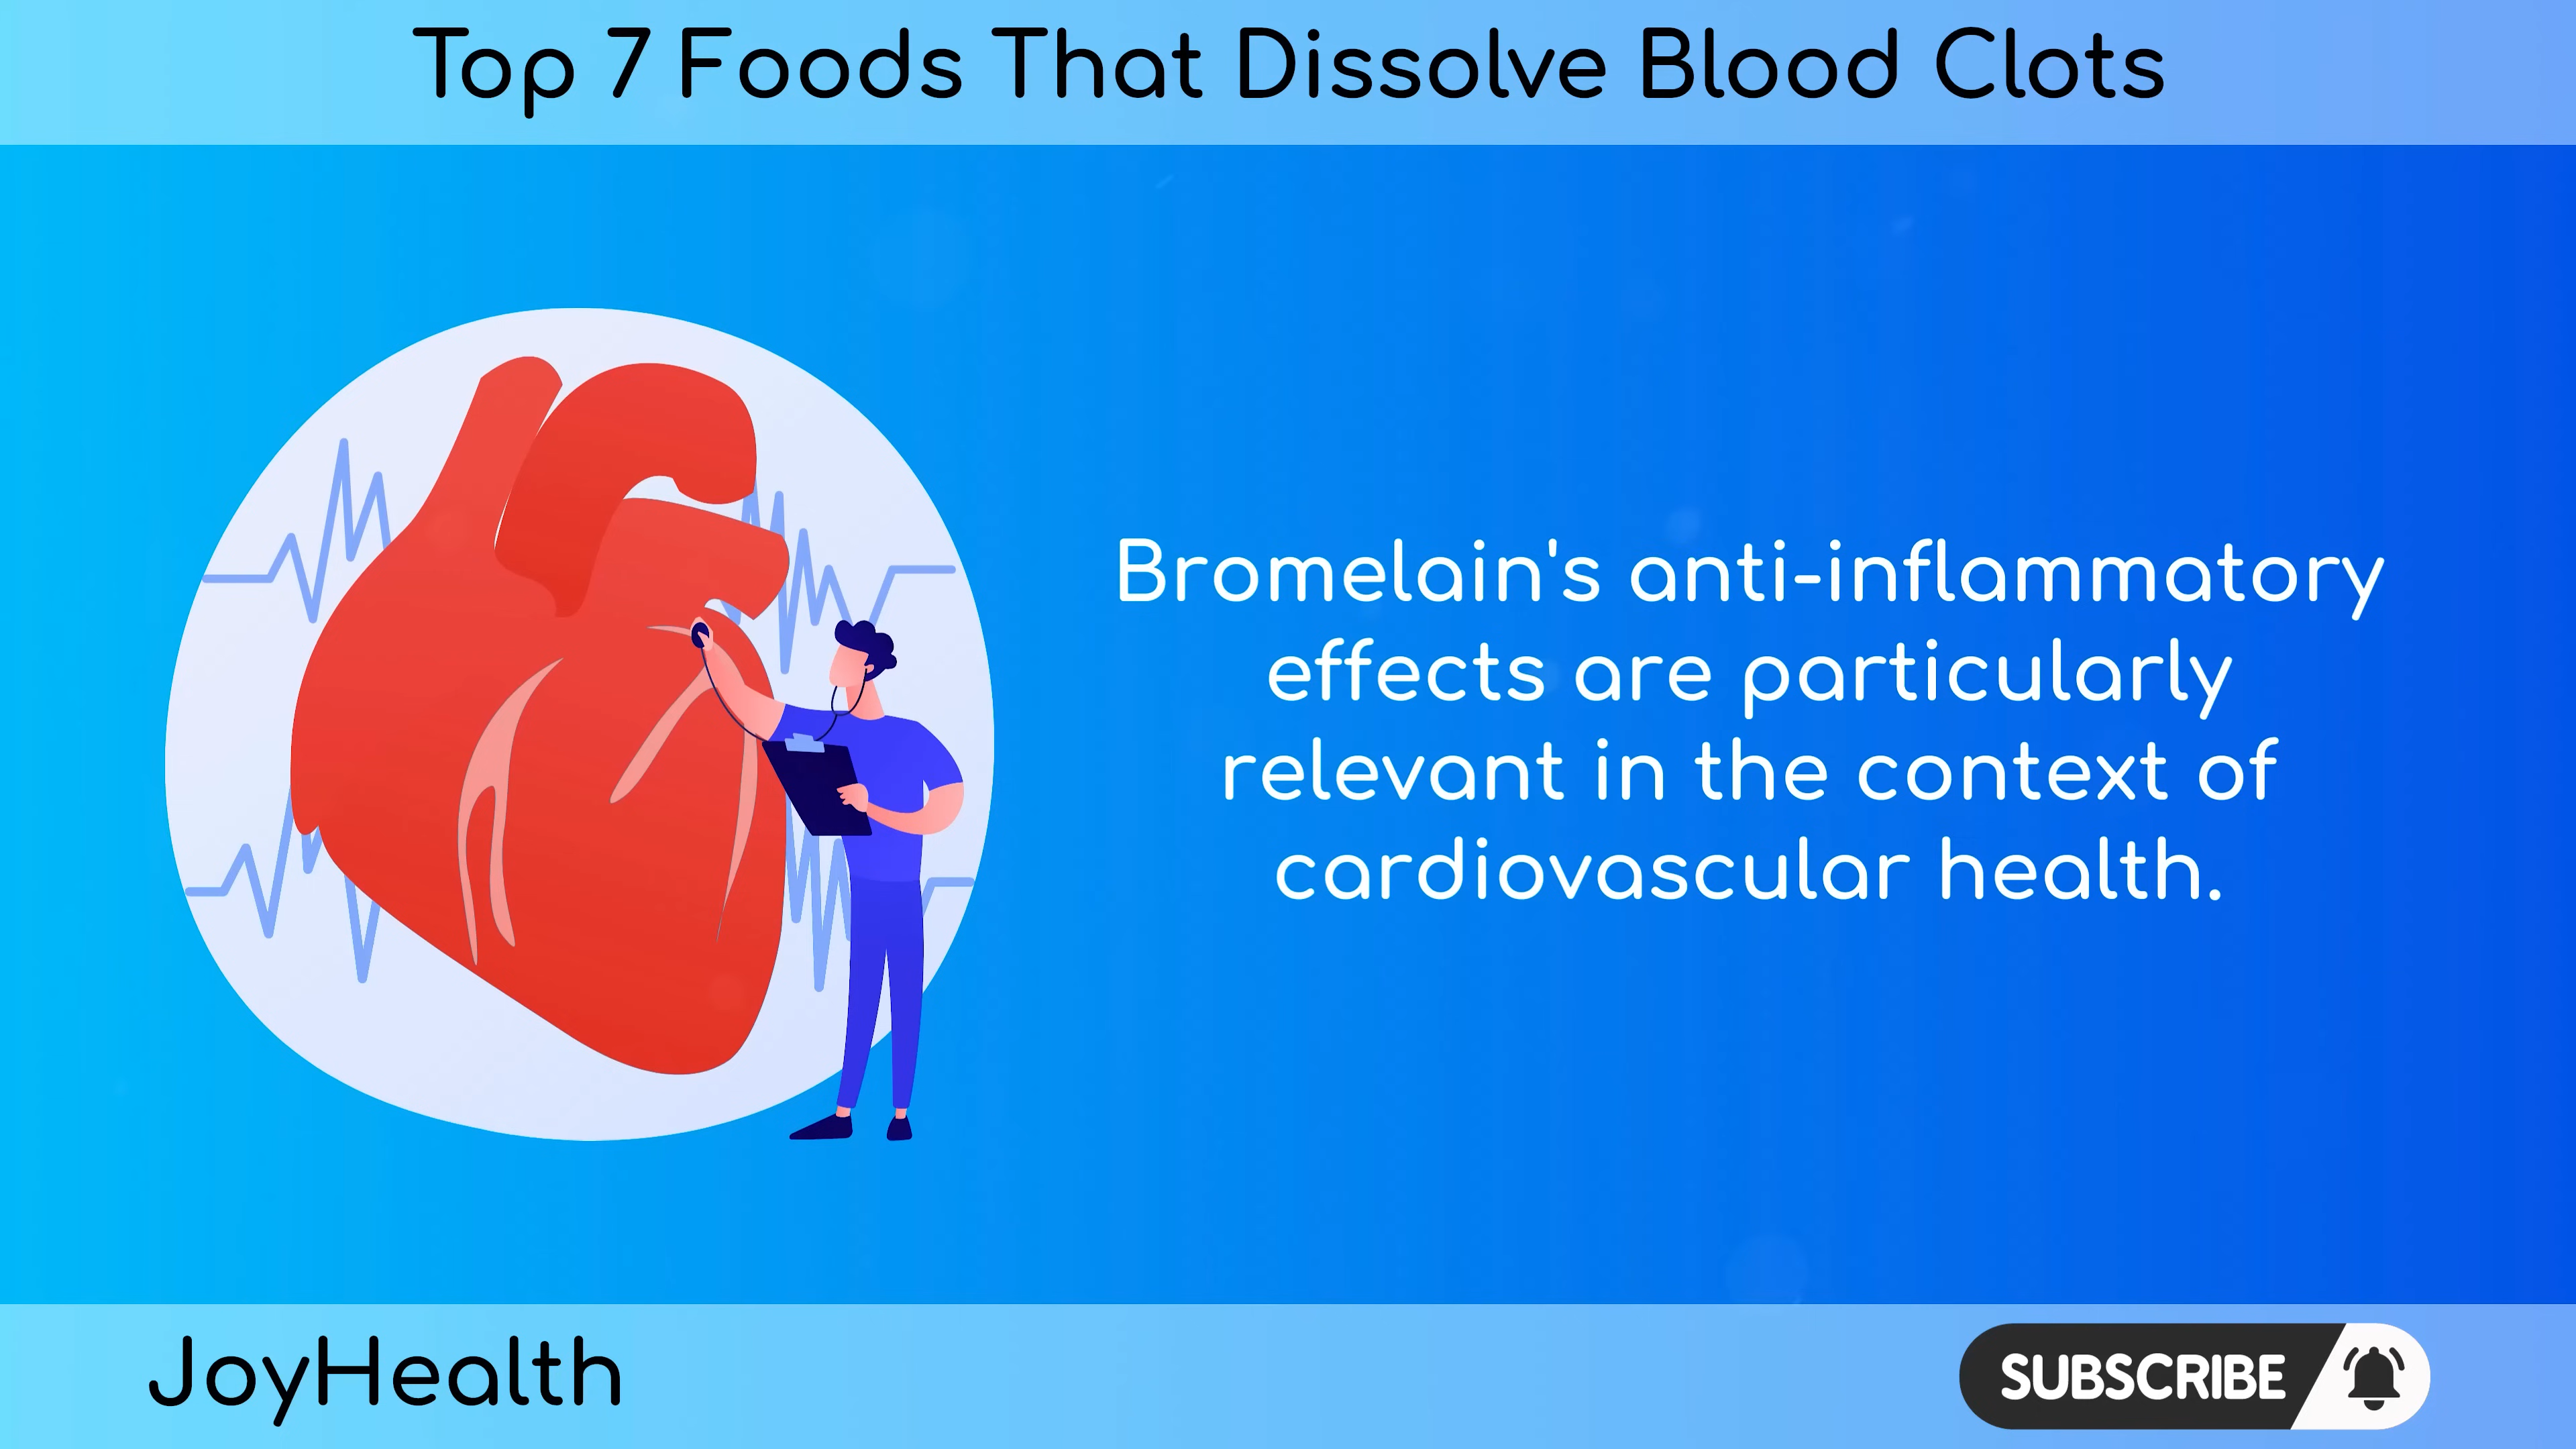 Top 7 Foods That Dissolve Blood Clots
Bromelain's anti-inflammatory
effects are particularly
relevant in the context of
cardiovascular health.
JoyHealth
SUBSCRIBE